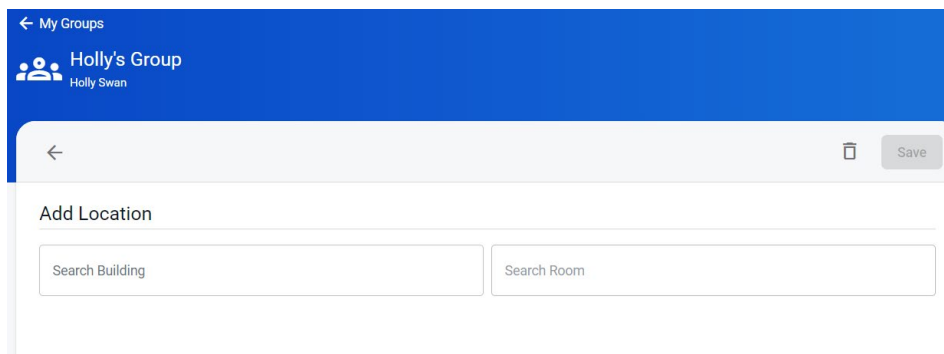 My Groups
Holly's Group
Holly Swan
Save
Add Location
Search Building
Search Room